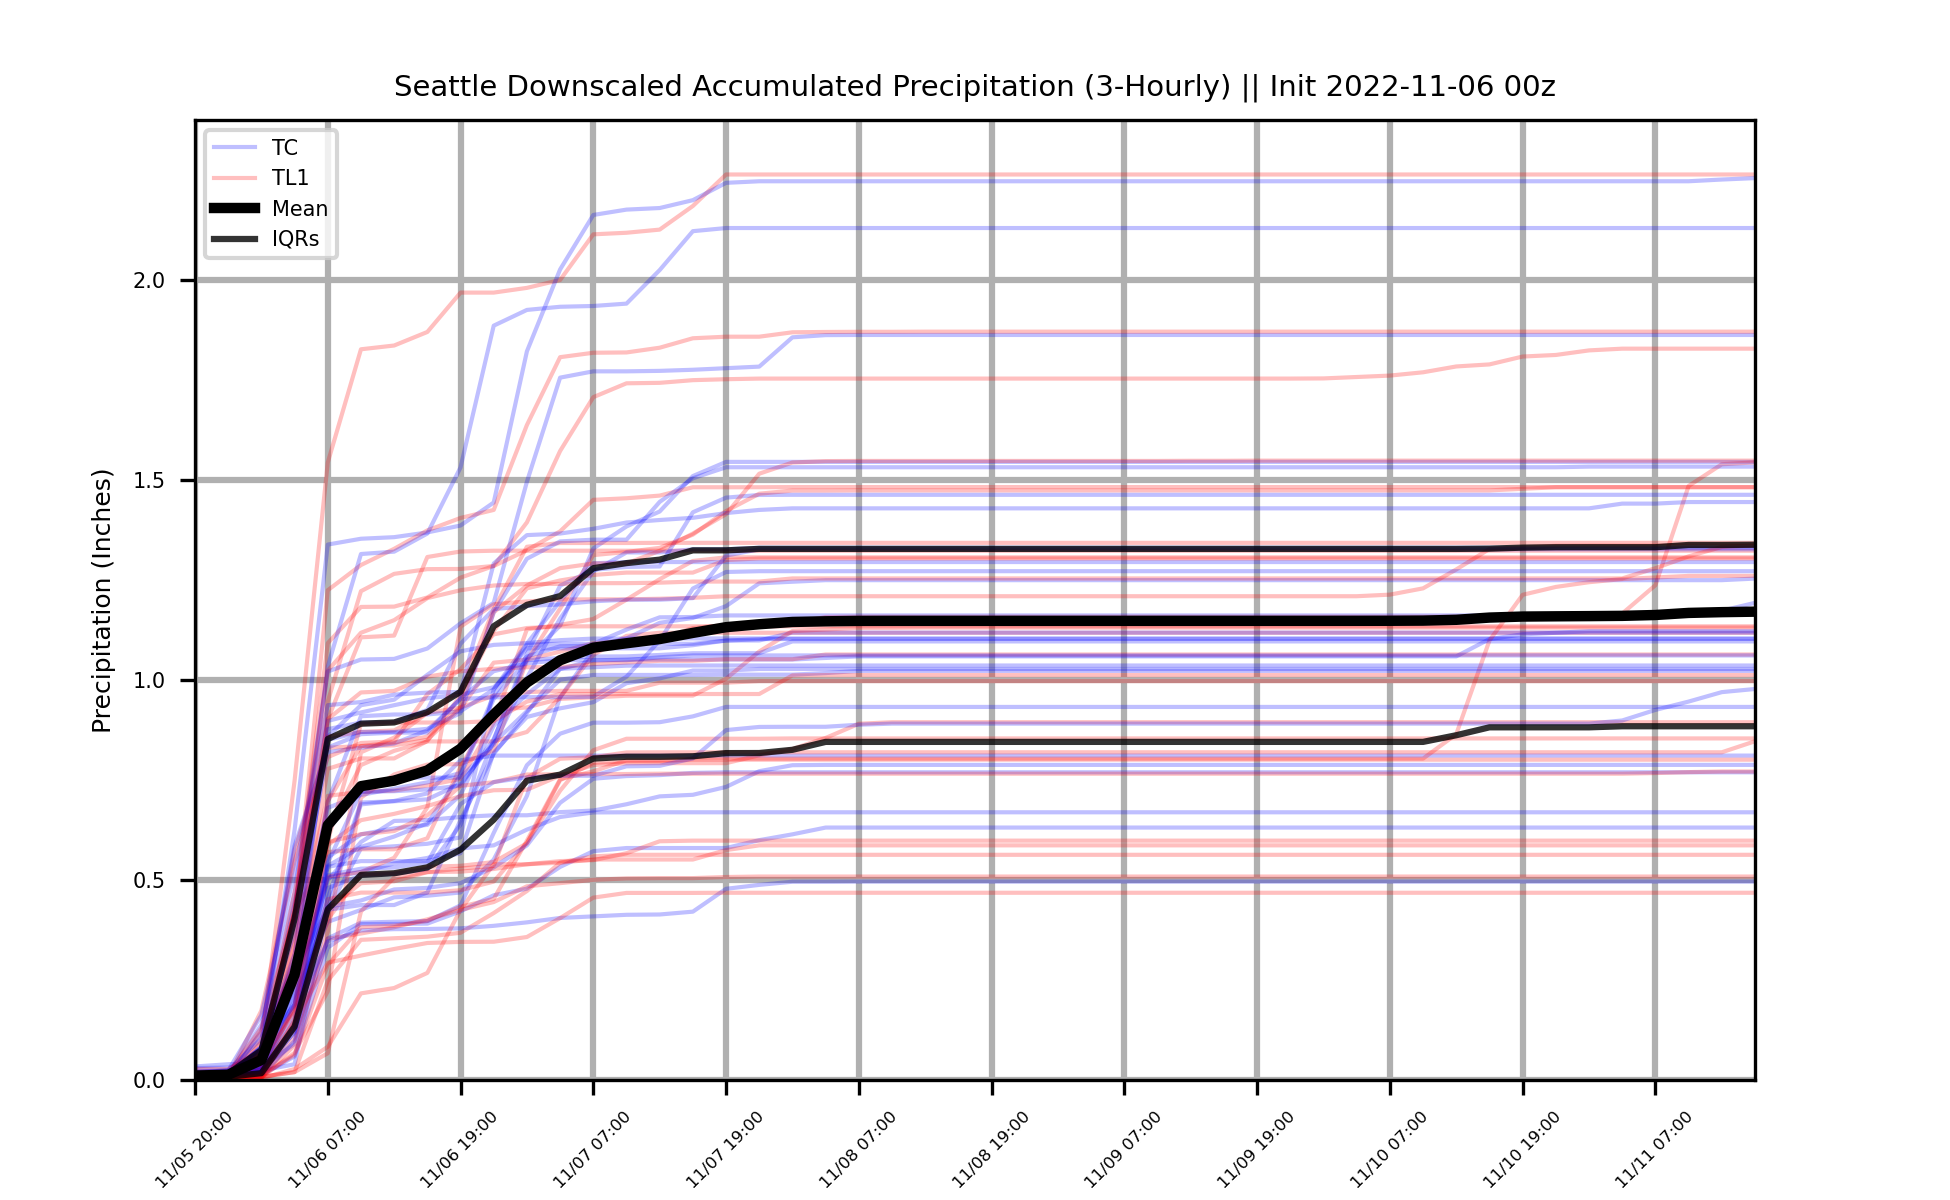 Seattle Downscaled Accumulated Precipitation (3-Hourly) || Init 2022-11-06 00z
TC
TL1
Mean
IQRs
Precipitation (Inches)
2.0
1.5
1.0
0.5
0.0
11/05 20:00
11/06 07:00
11/06 19:00
11/07 07:00
11/07 19:00
11/08 07:00
11/08 19:00
11/09 07:00
11/09 19:00
11/10 07:00
11/10 19:00
11/11 07:00